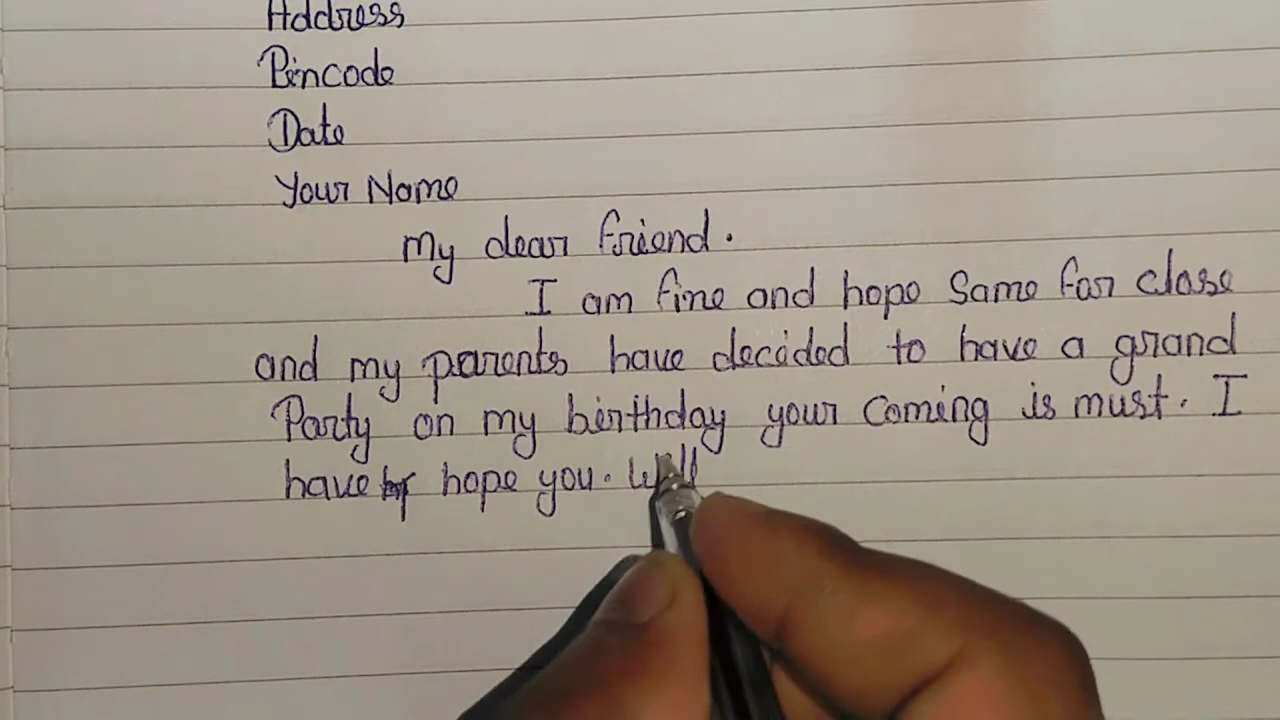 Address
Pincode
Date
Your Name
My dear friend.
I am fine and hope Same for close
and my parents have decided to have a grand
Party on my birthday your Coming is must. I
have hope you. Will